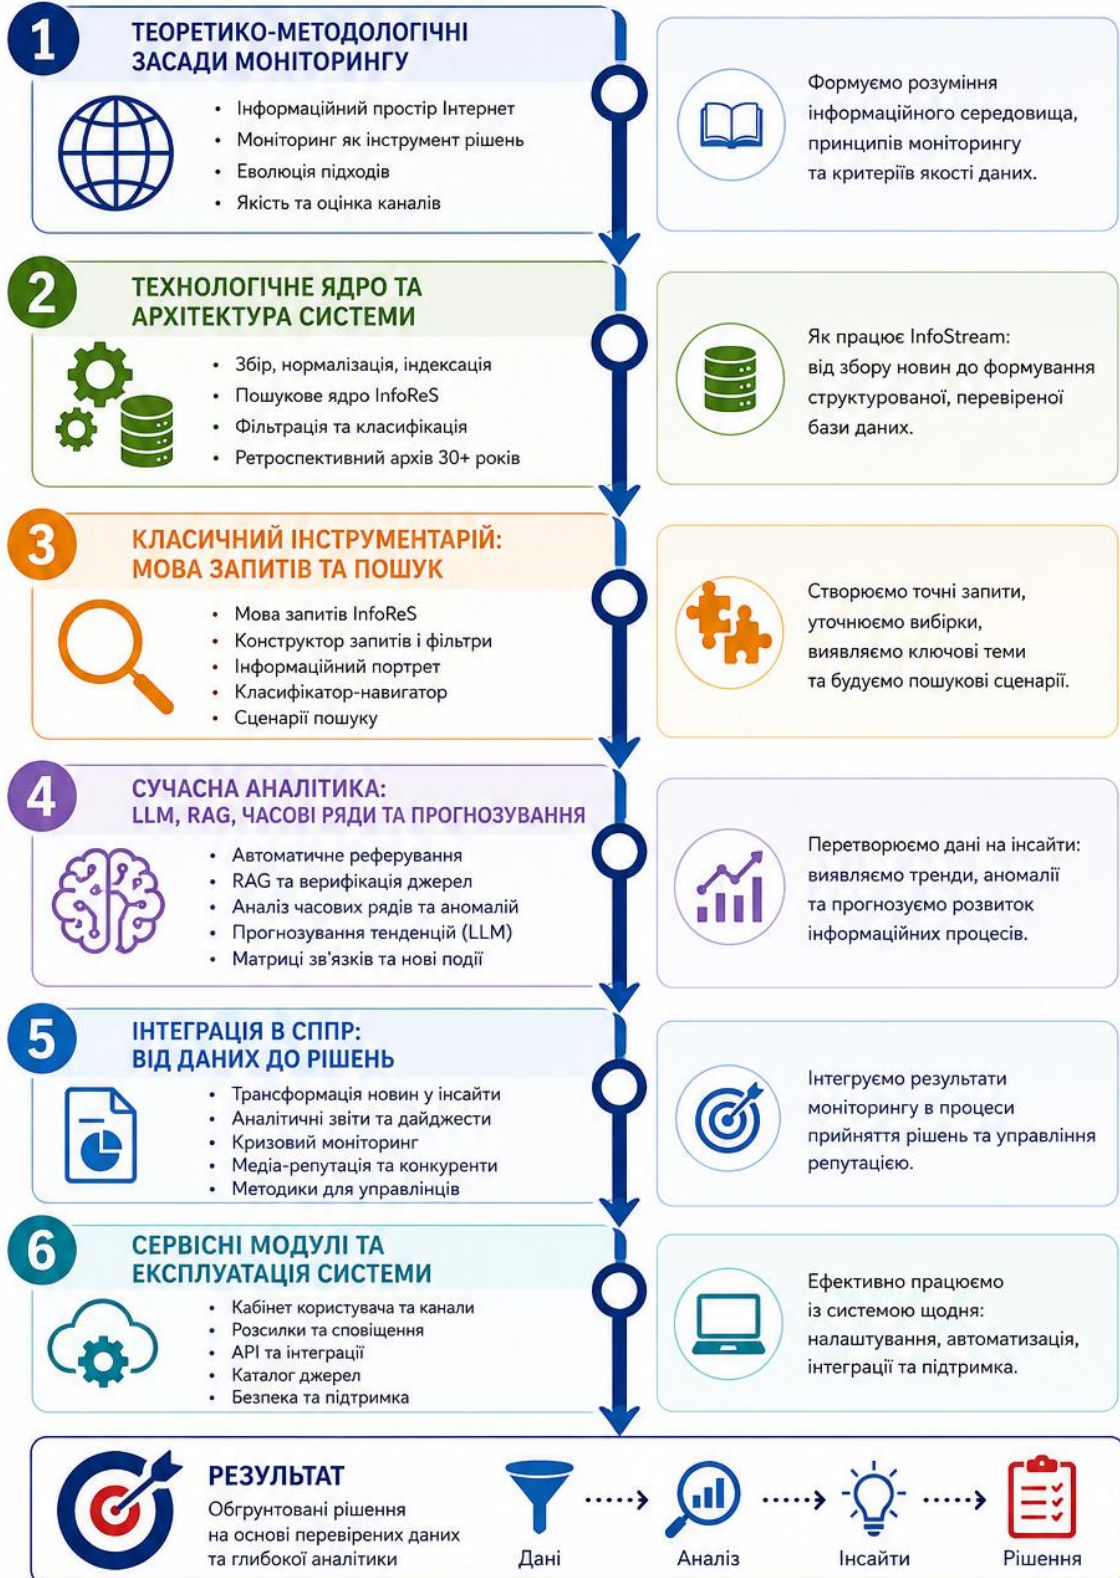 1
ТЕОРЕТИКО-МЕТОДОЛОГІЧНІ
ЗАСАДИ МОНІТОРИНГУ
• Інформаційний простір Інтернет
• Моніторинг як інструмент рішень
• Еволюція підходів
• Якість та оцінка каналів
Формуємо розуміння
інформаційного середовища,
принципів моніторингу
та критеріїв якості даних.
2
ТЕХНОЛОГІЧНЕ ЯДРО ТА
АРХІТЕКТУРА СИСТЕМИ
• Збір, нормалізація, індексація
• Пошукове ядро InfoReS
• Фільтрація та класифікація
• Ретроспективний архів 30+ років
Як працює InfoStream:
від збору новин до формування
структурованої, перевіреної
бази даних.
3
КЛАСИЧНИЙ ІНСТРУМЕНТАРІЙ:
МОВА ЗАПИТІВ ТА ПОШУК
• Мова запитів InfoReS
• Конструктор запитів і фільтри
• Інформаційний портрет
• Класифікатор-навигатор
• Сценарії пошуку
Створюємо точні запити,
уточнюємо вибірки,
виявляємо ключові теми
та будуємо пошукові сценарії.
4
СУЧАСНА АНАЛІТИКА:
LLM, RAG, ЧАСОВІ РЯДИ ТА ПРОГНОЗУВАННЯ
• Автоматичне реферування
• RAG та верифікація джерел
• Аналіз часових рядів та аномалій
• Прогнозування тенденцій (LLM)
• Матриці зв'язків та нові події
Перетворюємо дані на інсайти:
виявляємо тренди, аномалії
та прогнозуємо розвиток
інформаційних процесів.
5
ІНТЕГРАЦІЯ В СППР:
ВІД ДАНИХ ДО РІШЕНЬ
• Трансформація новин у інсайти
• Аналітичні звіти та дайджести
• Кризовий моніторинг
• Медіа-репутація та конкуренти
• Методики для управлінців
Інтегруємо результати
моніторингу в процеси
прийняття рішень та управління
репутацією.
6
СЕРВІСНІ МОДУЛІ ТА
ЕКСПЛУАТАЦІЯ СИСТЕМИ
• Кабінет користувача та канали
• Розсилки та сповіщення
• API та інтеграції
• Каталог джерел
• Безпека та підтримка
Ефективно працюємо
із системою щодня:
налаштування, автоматизація,
інтеграції та підтримка.
РЕЗУЛЬТАТ
Обгрунтовані рішення
на основі перевірених даних
та глибокої аналітики
Дані
Аналіз
Інсайти
Рішення